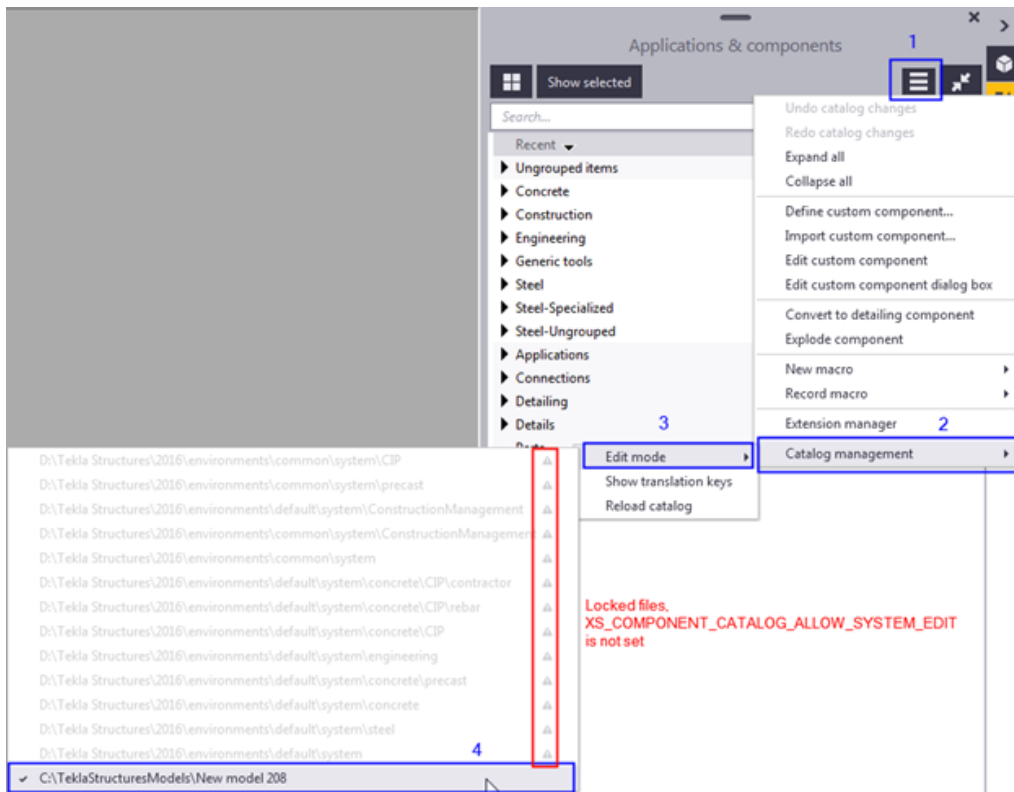 Applications & components
1
Show selected
Search...
Recent
Ungrouped items
Concrete
Construction
Engineering
Generic tools
Steel
Steel-Specialized
Steel-Ungrouped
Applications
Connections
Detailing
Details
Undo catalog changes
Redo catalog changes
Expand all
Collapse all
Define custom component...
Import custom component...
Edit custom component
Edit custom component dialog box
Convert to detailing component
Explode component
New macro
Record macro
Extension manager
2
Catalog management
3
Edit mode
Show translation keys
Reload catalog
D:\Tekla Structures\2016\environments\common\system\CIP
D:\Tekla Structures\2016\environments\common\system\precast
D:\Tekla Structures\2016\environments\default\system\ConstructionManagement
D:\Tekla Structures\2016\environments\common\system\ConstructionManagement
D:\Tekla Structures\2016\environments\common\system
D:\Tekla Structures\2016\environments\default\system\concrete\CIP\contractor
D:\Tekla Structures\2016\environments\default\system\concrete\CIP\rebar
D:\Tekla Structures\2016\environments\default\system\concrete\CIP
D:\Tekla Structures\2016\environments\default\system\engineering
D:\Tekla Structures\2016\environments\default\system\concrete\precast
D:\Tekla Structures\2016\environments\default\system\concrete
D:\Tekla Structures\2016\environments\default\system\steel
D:\Tekla Structures\2016\environments\default\system
4
C:\TeklaStructuresModels\New model 208
Locked files,
XS_COMPONENT_CATALOG_ALLOW_SYSTEM_EDIT
is not set